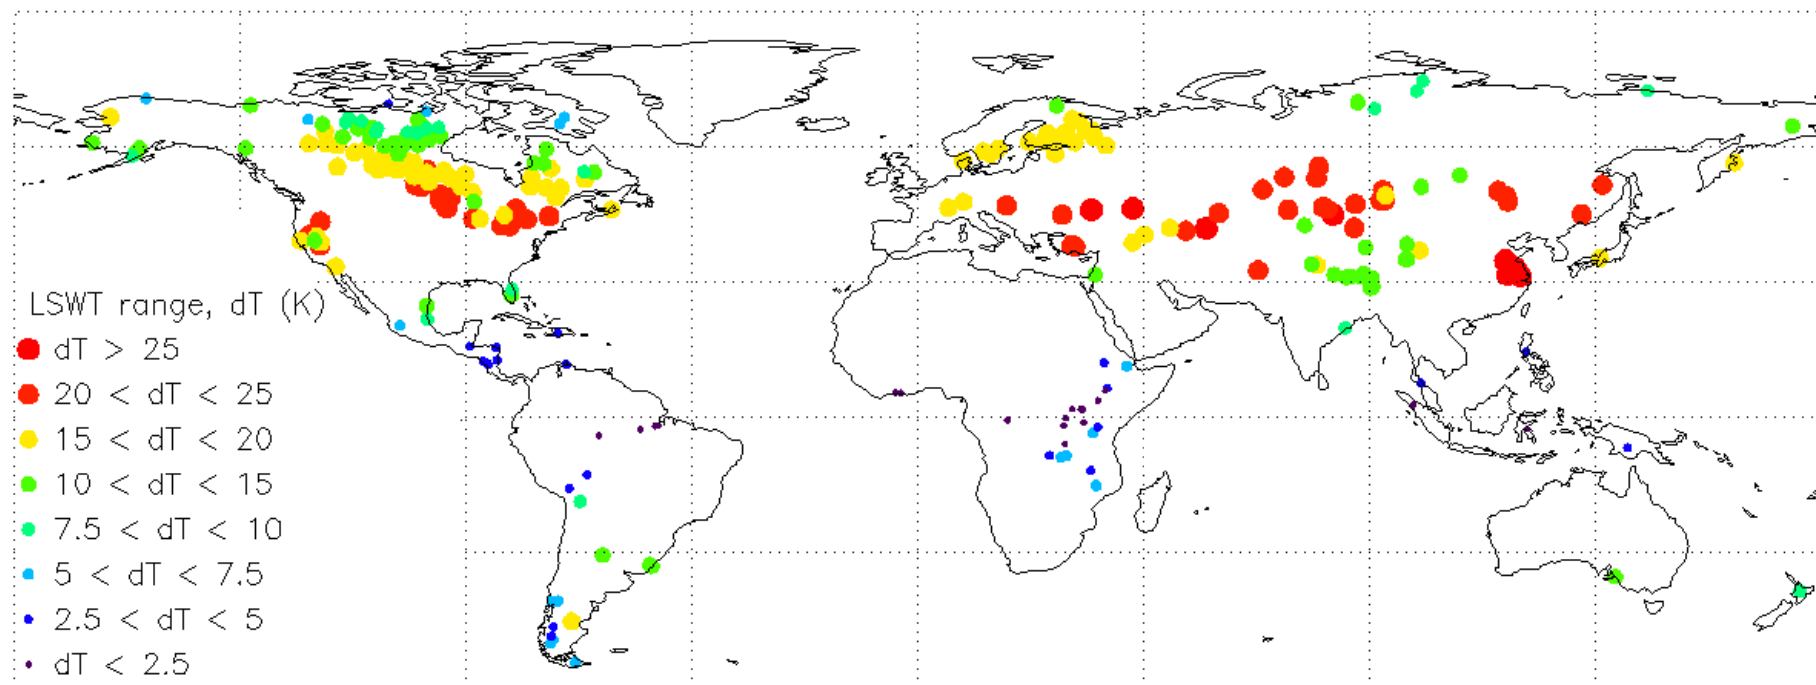 LSWT range, dT (K)
dT > 25
20 < dT < 25
15 < dT < 20
10 < dT < 15
7.5 < dT < 10
5 < dT < 7.5
2.5 < dT < 5
dT < 2.5